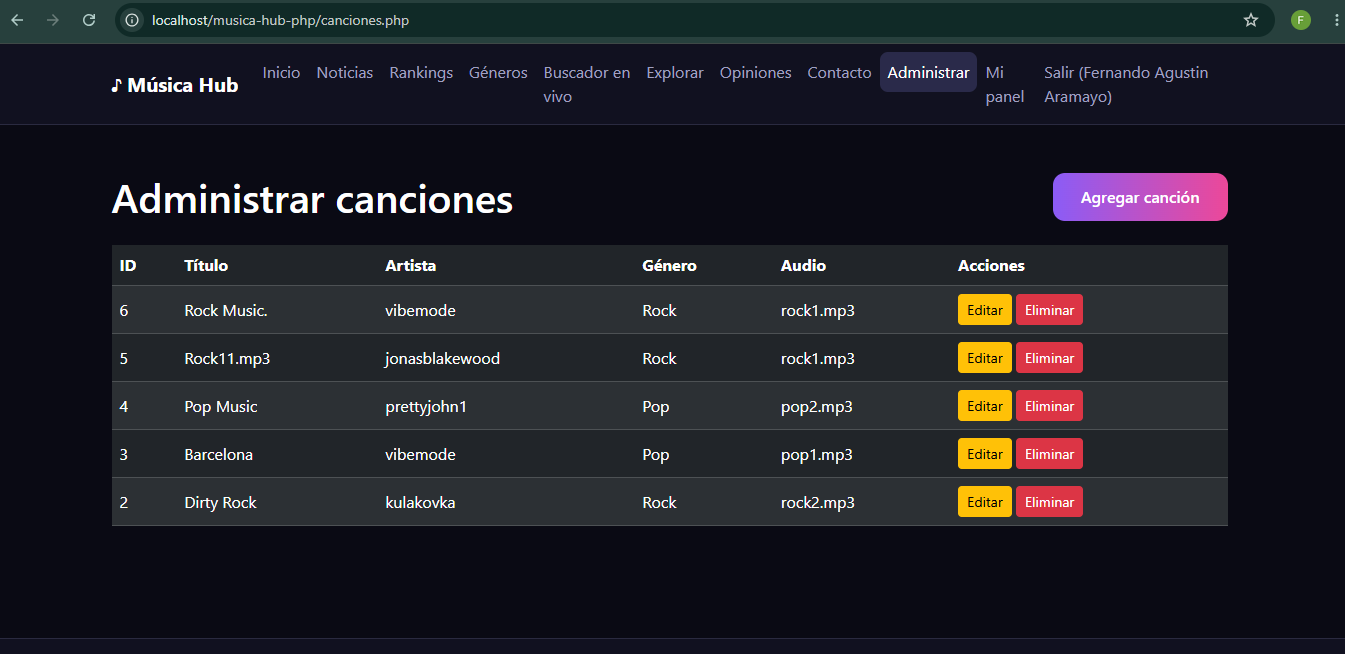 localhost/musica-hub-php/canciones.php
F
♪ Música Hub
Inicio Noticias Rankings Géneros Buscador en vivo Explorar Opiniones Contacto Administrar Mi panel Salir (Fernando Agustin Aramayo)
Administrar canciones
Agregar canción
ID Título Artista Género Audio Acciones
6 Rock Music. vibemode Rock rock1.mp3 Editar Eliminar
5 Rock11.mp3 jonasblakewood Rock rock1.mp3 Editar Eliminar
4 Pop Music prettyjohn1 Pop pop2.mp3 Editar Eliminar
3 Barcelona vibemode Pop pop1.mp3 Editar Eliminar
2 Dirty Rock kulakovka Rock rock2.mp3 Editar Eliminar